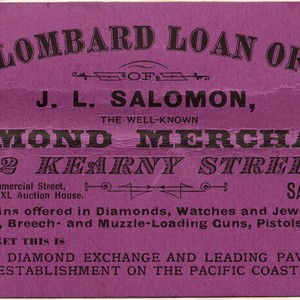 LOMBARD LOAN OF
OF
J. L. SALOMON,
THE WELL-KNOWN
MOND MERCHA
2 KEARNY STREE
mmercial Street,
XL Auction House.
SA
ins offered in Diamonds, Watches and Jew
, Breech- and Muzzle-Loading Guns, Pistols
GET THIS IS
DIAMOND EXCHANGE AND LEADING PAV
ESTABLISHMENT ON THE PACIFIC COAST